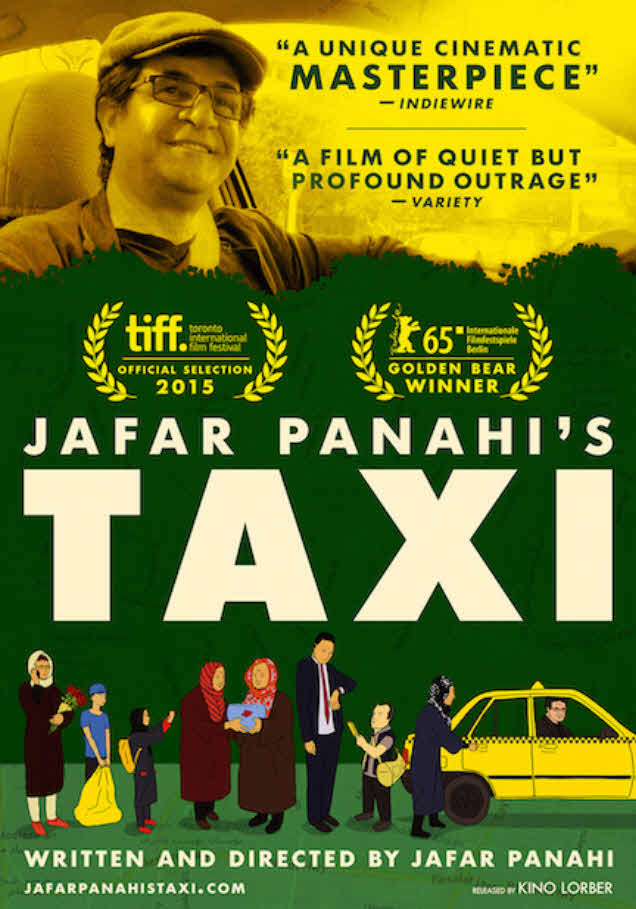 “A UNIQUE CINEMATIC
MASTERPIECE”
— INDIEWIRE
“A FILM OF QUIET BUT
PROFOUND OUTRAGE”
— VARIETY
tiff. toronto
international
film festival
OFFICIAL SELECTION
2015
65 Internationale
Filmfestspiele
Berlin
GOLDEN BEAR
WINNER
JAFAR PANAHI’S
TAXI
WRITTEN AND DIRECTED BY JAFAR PANAHI
JAFARPANAHISTAXI.COM
RELEASED BY KINO LORBER